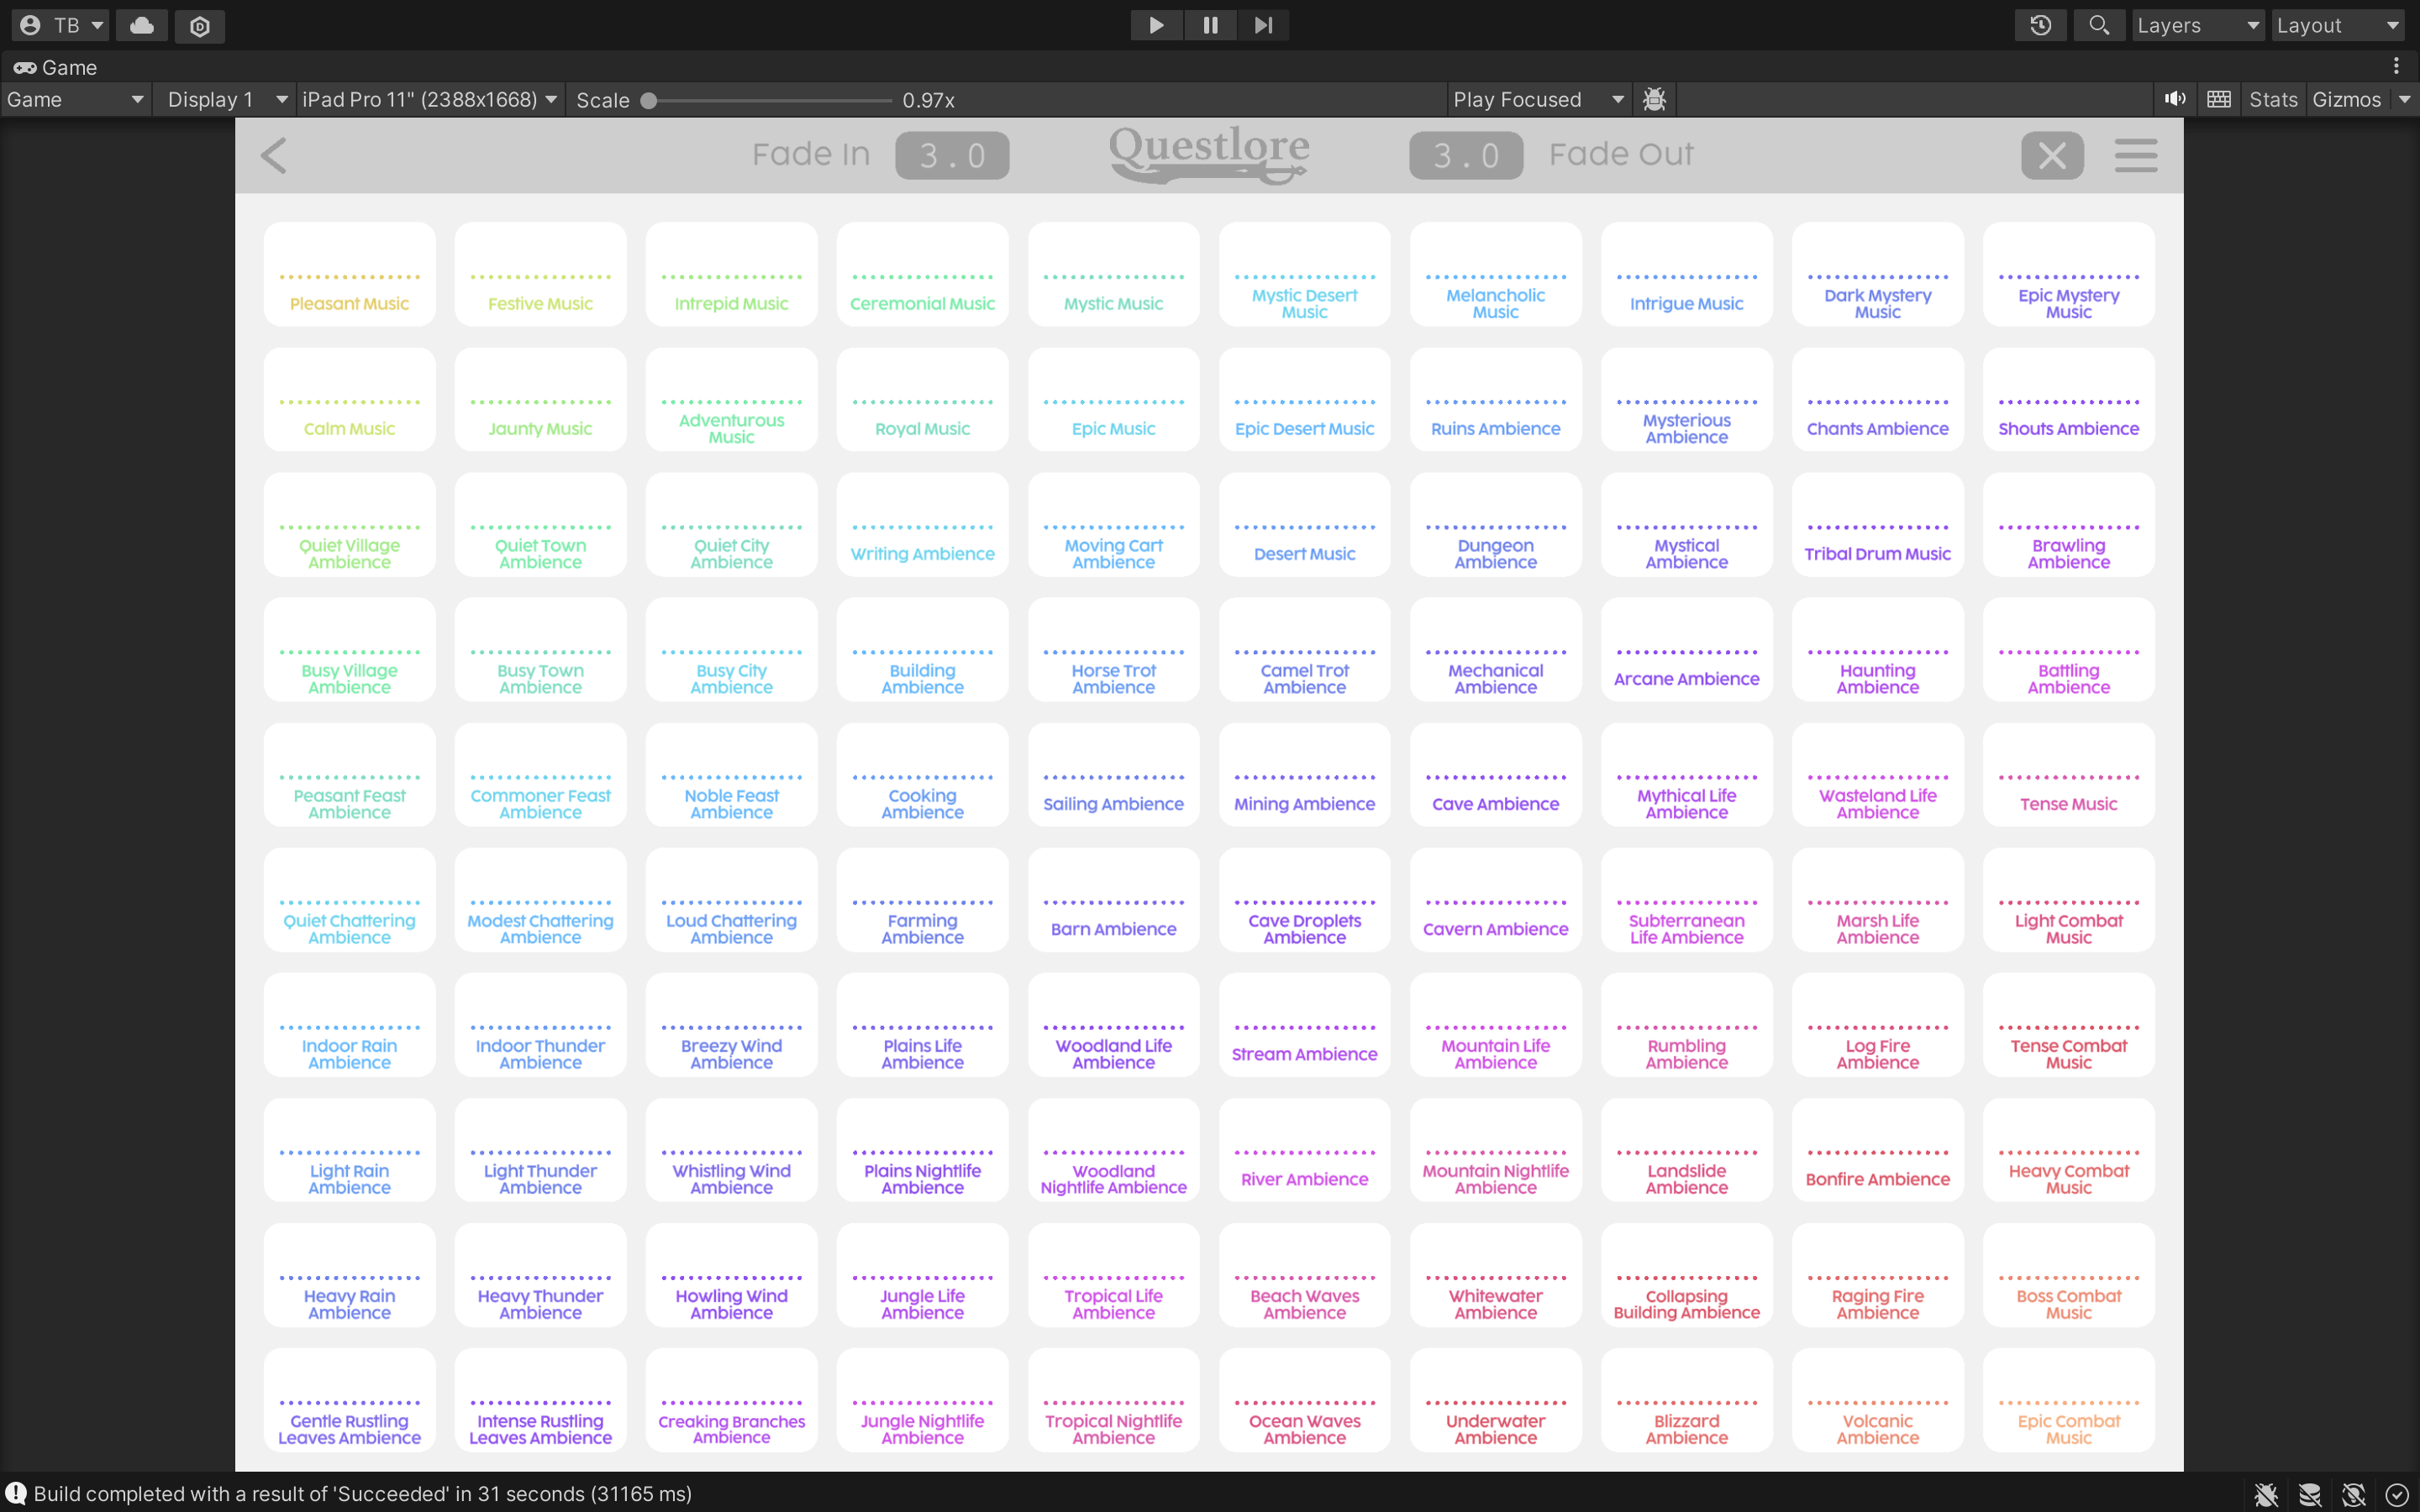 TB
Layers
Layout
Game
Game
Display 1
iPad Pro 11" (2388x1668)
Scale
0.97x
Play Focused
Stats
Gizmos
Fade In
3.0
Questlore
3.0
Fade Out
Pleasant Music
Festive Music
Intrepid Music
Ceremonial Music
Mystic Music
Mystic Desert
Music
Melancholic
Music
Intrigue Music
Dark Mystery
Music
Epic Mystery
Music
Calm Music
Jaunty Music
Adventurous
Music
Royal Music
Epic Music
Epic Desert Music
Ruins Ambience
Mysterious
Ambience
Chants Ambience
Shouts Ambience
Quiet Village
Ambience
Quiet Town
Ambience
Quiet City
Ambience
Writing Ambience
Moving Cart
Ambience
Desert Music
Dungeon
Ambience
Mystical
Ambience
Tribal Drum Music
Brawling
Ambience
Busy Village
Ambience
Busy Town
Ambience
Busy City
Ambience
Building
Ambience
Horse Trot
Ambience
Camel Trot
Ambience
Mechanical
Ambience
Arcane Ambience
Haunting
Ambience
Battling
Ambience
Peasant Feast
Ambience
Commoner Feast
Ambience
Noble Feast
Ambience
Cooking
Ambience
Sailing Ambience
Mining Ambience
Cave Ambience
Mythical Life
Ambience
Wasteland Life
Ambience
Tense Music
Quiet Chattering
Ambience
Modest Chattering
Ambience
Loud Chattering
Ambience
Farming
Ambience
Barn Ambience
Cave Droplets
Ambience
Cavern Ambience
Subterranean
Life Ambience
Marsh Life
Ambience
Light Combat
Music
Indoor Rain
Ambience
Indoor Thunder
Ambience
Breezy Wind
Ambience
Plains Life
Ambience
Woodland Life
Ambience
Stream Ambience
Mountain Life
Ambience
Rumbling
Ambience
Log Fire
Ambience
Tense Combat
Music
Light Rain
Ambience
Light Thunder
Ambience
Whistling Wind
Ambience
Plains Nightlife
Ambience
Woodland
Nightlife Ambience
River Ambience
Mountain Nightlife
Ambience
Landslide
Ambience
Bonfire Ambience
Heavy Combat
Music
Heavy Rain
Ambience
Heavy Thunder
Ambience
Howling Wind
Ambience
Jungle Life
Ambience
Tropical Life
Ambience
Beach Waves
Ambience
Whitewater
Ambience
Collapsing
Building Ambience
Raging Fire
Ambience
Boss Combat
Music
Gentle Rustling
Leaves Ambience
Intense Rustling
Leaves Ambience
Creaking Branches
Ambience
Jungle Nightlife
Ambience
Tropical Nightlife
Ambience
Ocean Waves
Ambience
Underwater
Ambience
Blizzard
Ambience
Volcanic
Ambience
Epic Combat
Music
Build completed with a result of 'Succeeded' in 31 seconds (31165 ms)